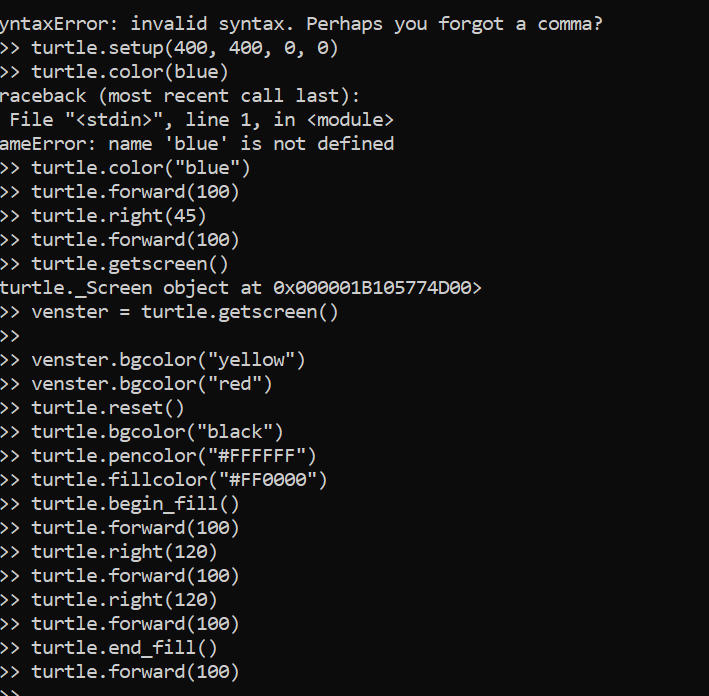 yntaxError: invalid syntax. Perhaps you forgot a comma?
>> turtle.setup(400, 400, 0, 0)
>> turtle.color(blue)
raceback (most recent call last):
 File "<stdin>", line 1, in <module>
ameError: name 'blue' is not defined
>> turtle.color("blue")
>> turtle.forward(100)
>> turtle.right(45)
>> turtle.forward(100)
>> turtle.getscreen()
turtle._Screen object at 0x000001B105774D00>
>> venster = turtle.getscreen()
>>
>> venster.bgcolor("yellow")
>> venster.bgcolor("red")
>> turtle.reset()
>> turtle.bgcolor("black")
>> turtle.pencolor("#FFFFFF")
>> turtle.fillcolor("#FF0000")
>> turtle.begin_fill()
>> turtle.forward(100)
>> turtle.right(120)
>> turtle.forward(100)
>> turtle.right(120)
>> turtle.forward(100)
>> turtle.end_fill()
>> turtle.forward(100)
>>